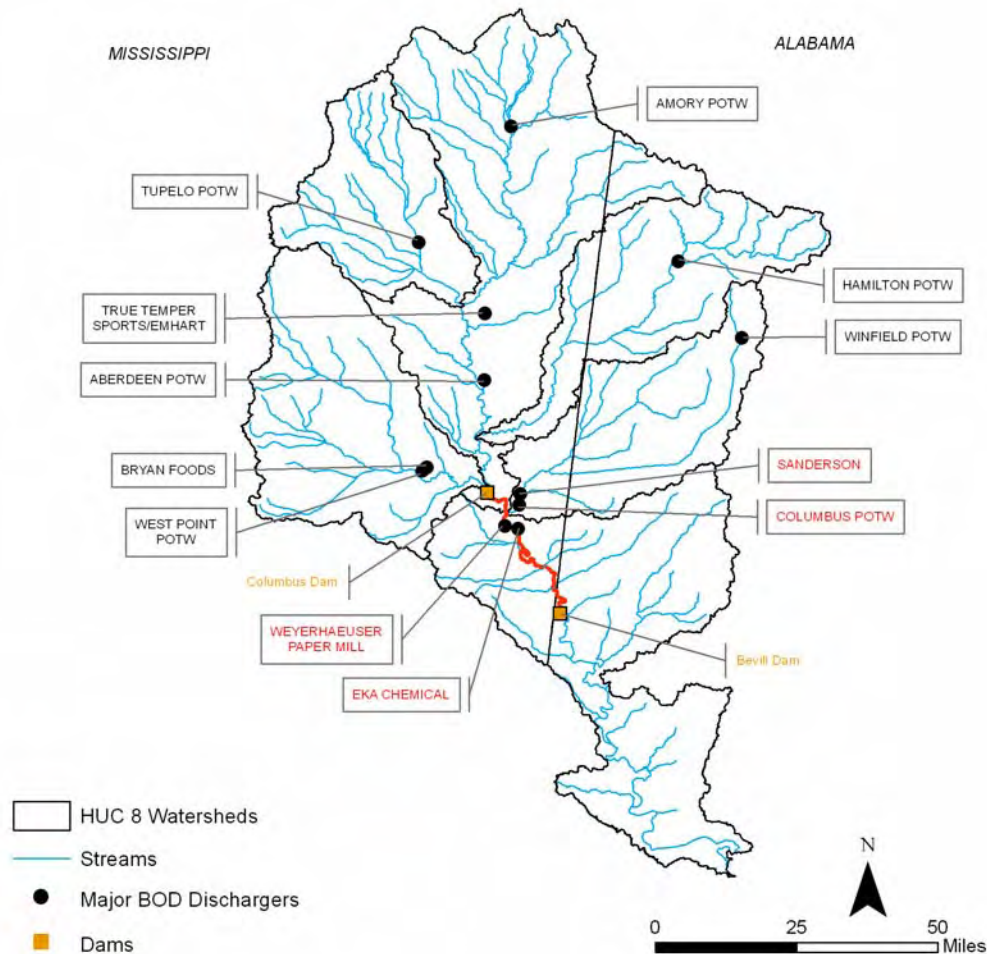 MISSISSIPPI
ALABAMA
AMORY POTW
TUPELO POTW
HAMILTON POTW
TRUE TEMPER
SPORTS/EMHART
WINFIELD POTW
ABERDEEN POTW
BRYAN FOODS
SANDERSON
WEST POINT
POTW
COLUMBUS POTW
Columbus Dam
WEYERHAEUSER
PAPER MILL
Bevill Dam
EKA CHEMICAL
HUC 8 Watersheds
Streams
Major BOD Dischargers
Dams
N
0 25 50
Miles